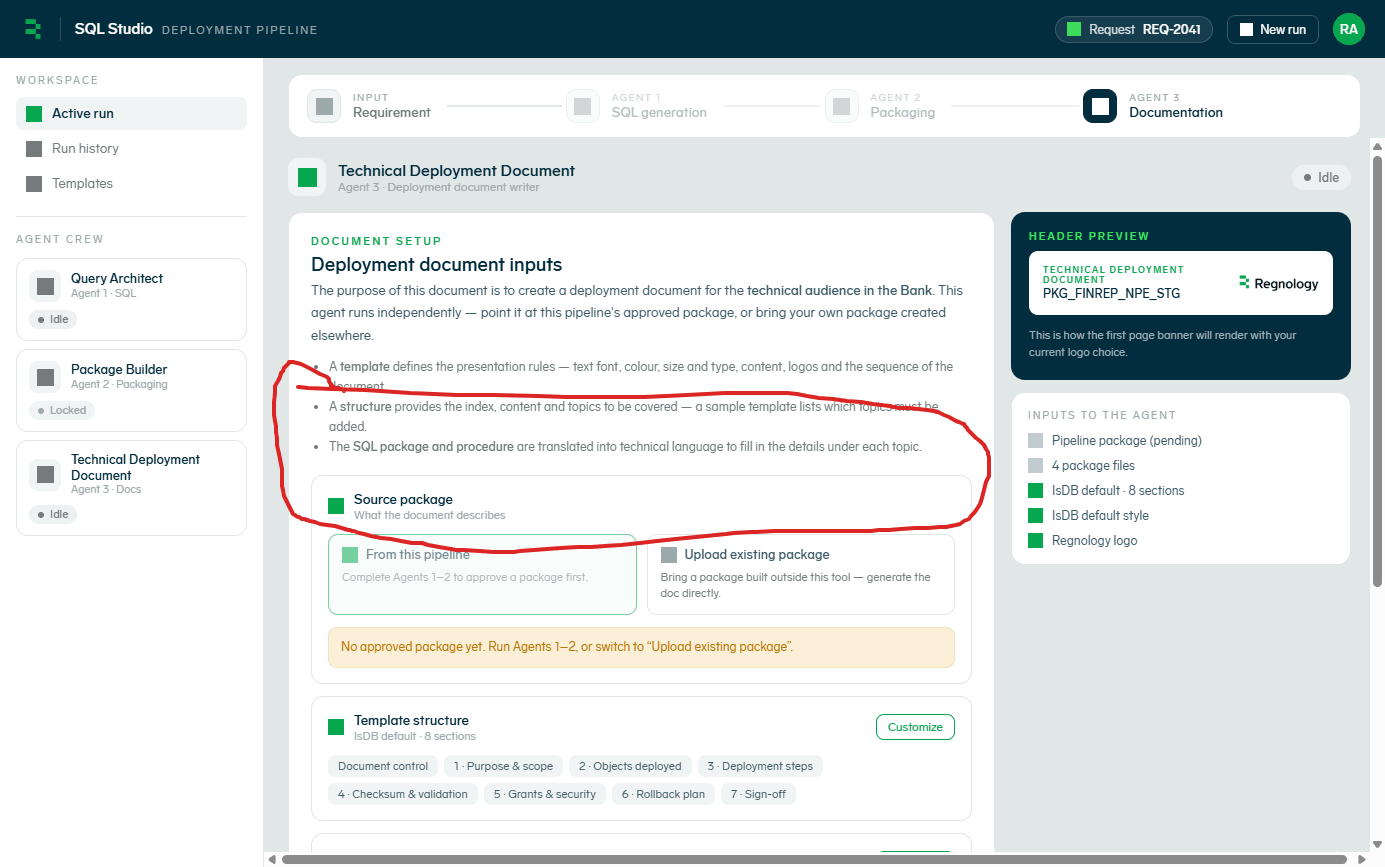 SQL Studio DEPLOYMENT PIPELINE
Request REQ-2041
New run
RA
WORKSPACE
Active run
Run history
Templates
AGENT CREW
Query Architect
Agent 1 · SQL
Idle
Package Builder
Agent 2 · Packaging
Locked
Technical Deployment
Document
Agent 3 · Docs
Idle
INPUT
Requirement
AGENT 1
SQL generation
AGENT 2
Packaging
AGENT 3
Documentation
Technical Deployment Document
Agent 3 · Deployment document writer
Idle
DOCUMENT SETUP
Deployment document inputs
The purpose of this document is to create a deployment document for the technical audience in the Bank. This
agent runs independently — point it at this pipeline's approved package, or bring your own package created
elsewhere.
• A template defines the presentation rules — text font, colour, size and type, content, logos and the sequence of the
document.
• A structure provides the index, content and topics to be covered — a sample template lists which topics must be
added.
• The SQL package and procedure are translated into technical language to fill in the details under each topic.
Source package
What the document describes
From this pipeline
Complete Agents 1–2 to approve a package first.
Upload existing package
Bring a package built outside this tool — generate the
doc directly.
No approved package yet. Run Agents 1–2, or switch to “Upload existing package”.
Template structure
IsDB default · 8 sections
Customize
Document control
1 · Purpose & scope
2 · Objects deployed
3 · Deployment steps
4 · Checksum & validation
5 · Grants & security
6 · Rollback plan
7 · Sign-off
HEADER PREVIEW
TECHNICAL DEPLOYMENT
DOCUMENT
PKG_FINREP_NPE_STG
Regnology
This is how the first page banner will render with your
current logo choice.
INPUTS TO THE AGENT
Pipeline package (pending)
4 package files
IsDB default · 8 sections
IsDB default style
Regnology logo